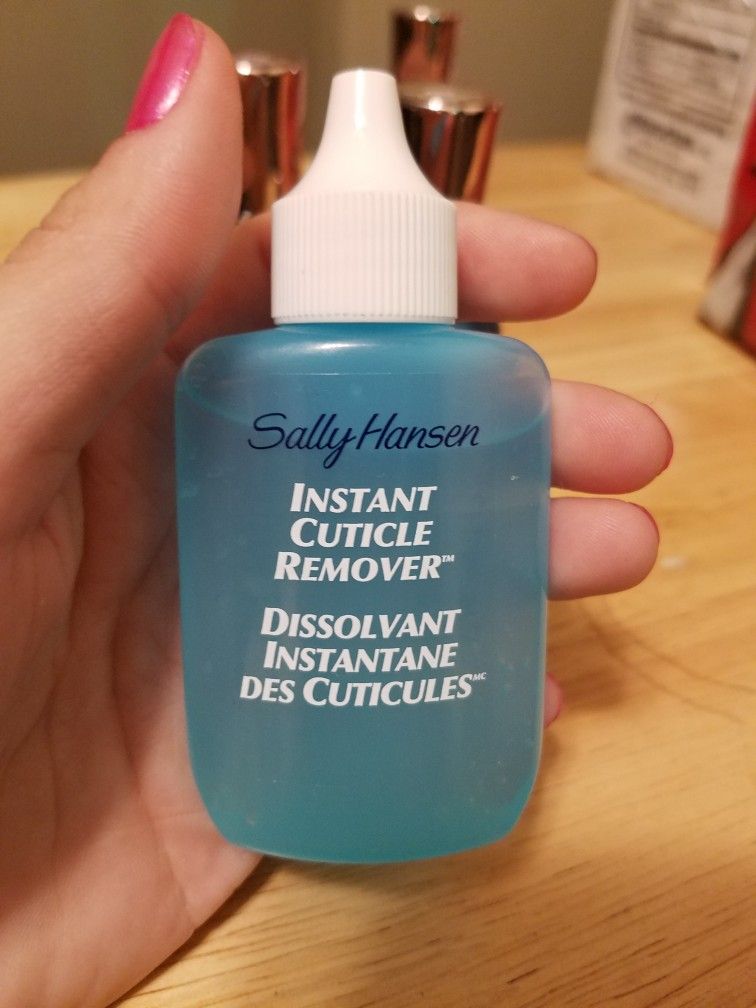 Sally Hansen
INSTANT
CUTICLE
REMOVER™
DISSOLVANT
INSTANTANE
DES CUTICULES MC